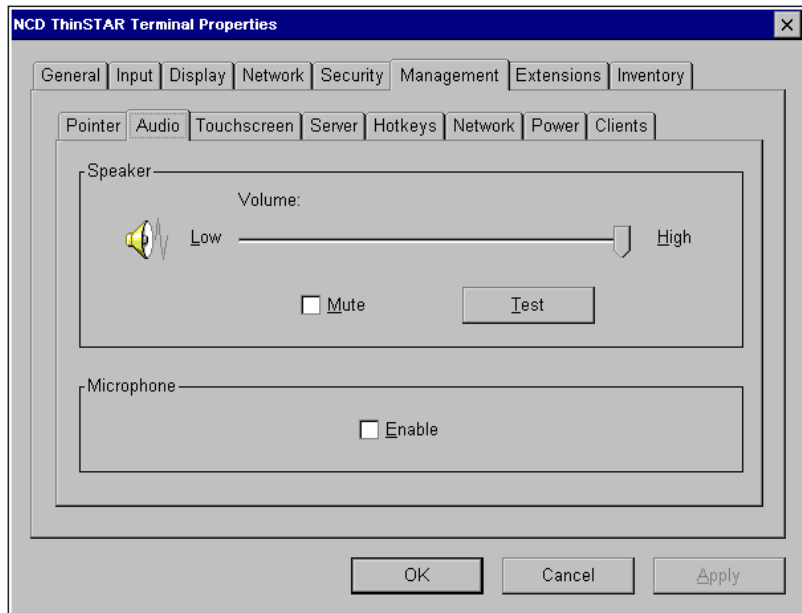 NCD ThinSTAR Terminal Properties
General Input Display Network Security Management Extensions Inventory
Pointer Audio Touchscreen Server Hotkeys Network Power Clients
Speaker
Volume:
Low High
Mute Test
Microphone
Enable
OK Cancel Apply